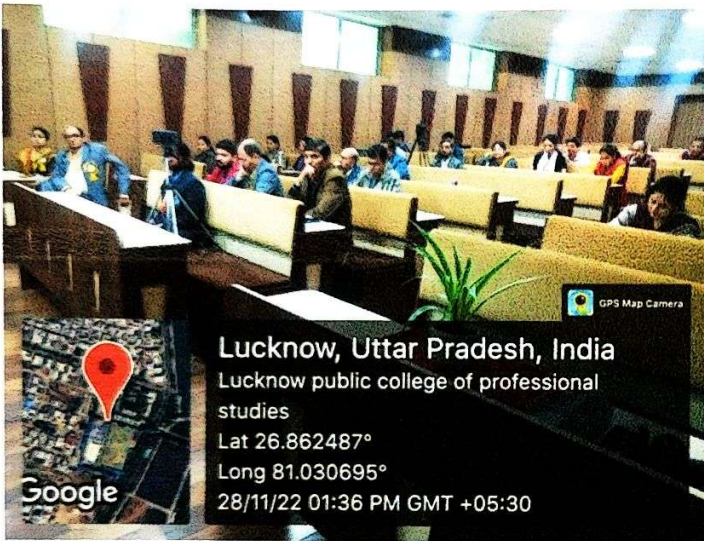 GPS Map Camera
Lucknow, Uttar Pradesh, India
Lucknow public college of professional
studies
Lat 26.862487°
Long 81.030695°
28/11/22 01:36 PM GMT +05:30
Google